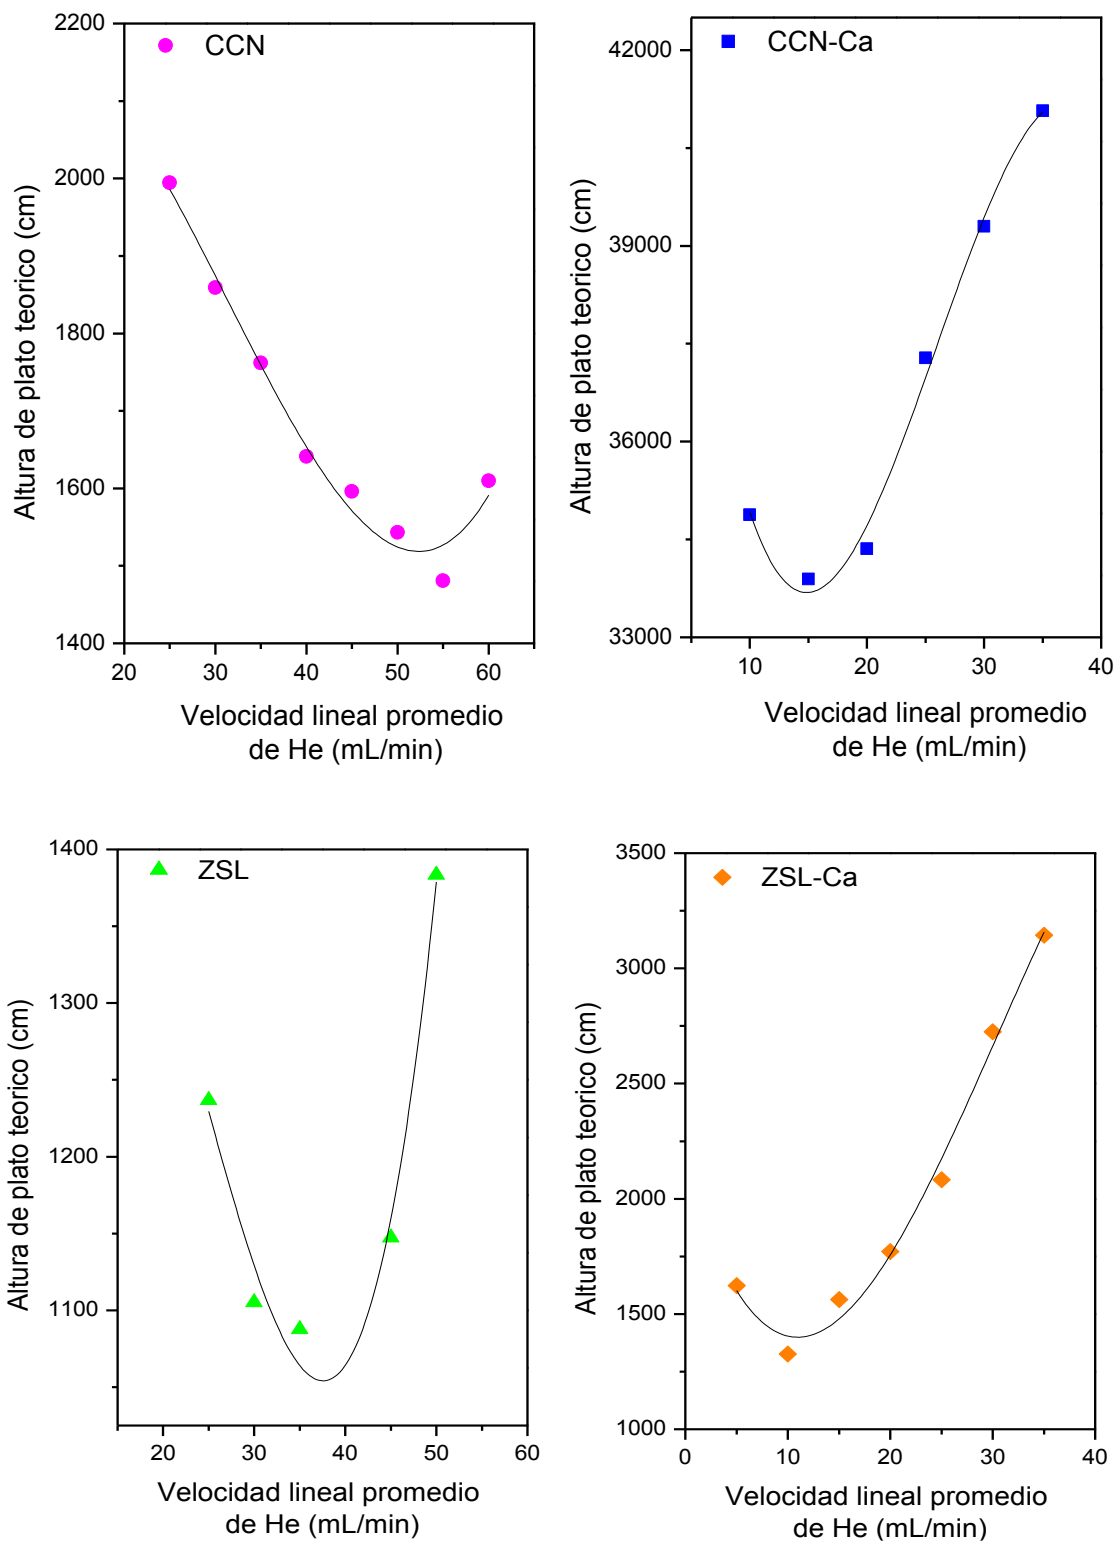 CCN
2200
2000
1800
1600
1400
20
30
40
50
60
Altura de plato teorico (cm)
Velocidad lineal promedio
de He (mL/min)
CCN-Ca
42000
39000
36000
33000
10
20
30
40
Altura de plato teorico (cm)
Velocidad lineal promedio
de He (mL/min)
ZSL
1400
1300
1200
1100
20
30
40
50
60
Altura de plato teorico (cm)
Velocidad lineal promedio
de He (mL/min)
ZSL-Ca
3500
3000
2500
2000
1500
1000
0
10
20
30
40
Altura de plato teorico (cm)
Velocidad lineal promedio
de He (mL/min)